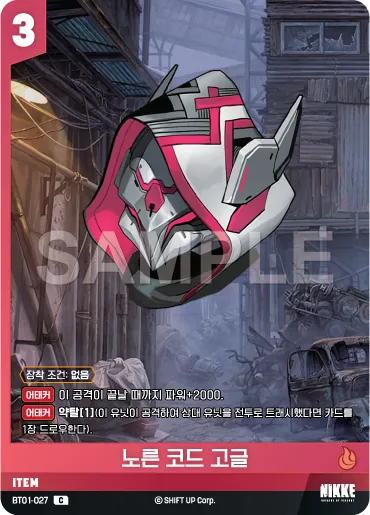 3
SAMPLE
장착 조건: 없음
어태커 이 공격이 끝날 때까지 파워+2000.
어태커 약탈[1](이 유닛이 공격하여 상대 유닛을 전투로 트래시했다면 카드를
1장 드로우한다).
노른 코드 고글
ITEM
BT01-027 C
© SHIFT UP Corp.
NIKKE
GODDESS OF VICTORY